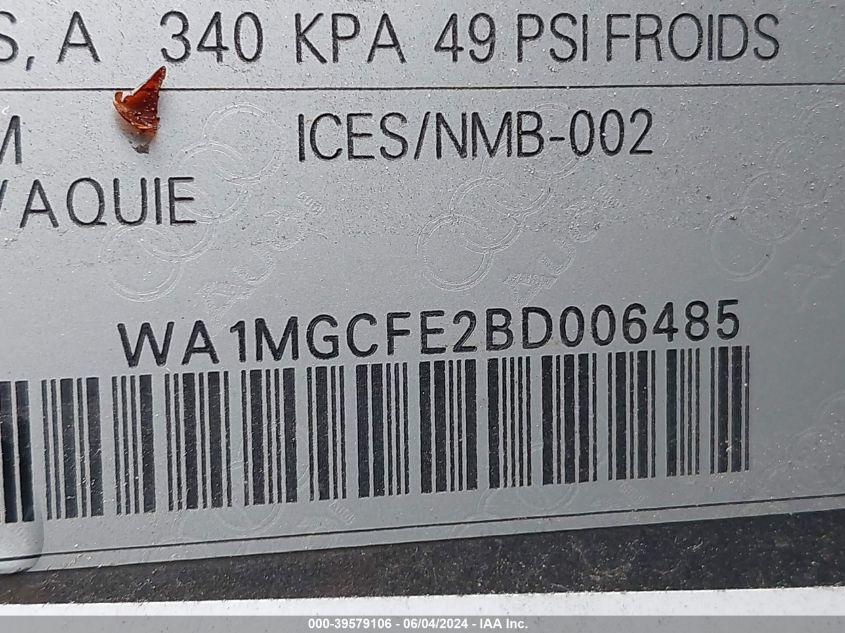 S, A 340 KPA 49 PSI FROIDS
M ICES/NMB-002
/AQUIE
WA1MGCFE2BD006485
000-39579106 - 06/04/2024 - IAA Inc.